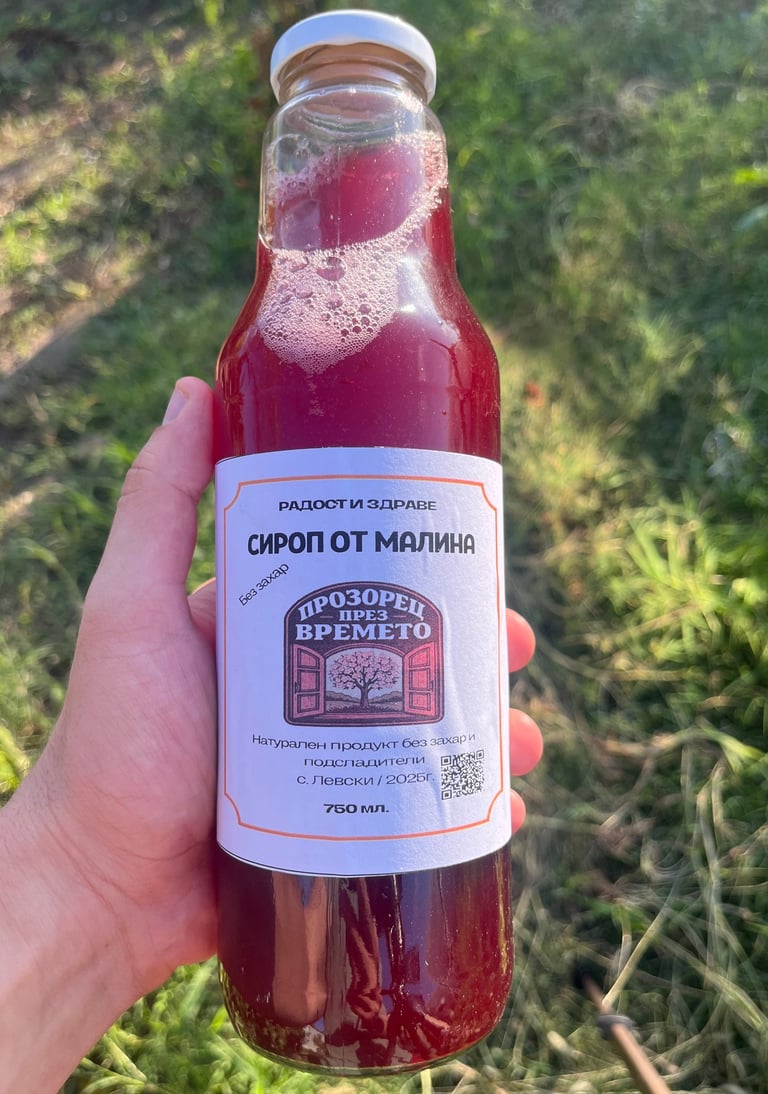 РАДОСТ И ЗДРАВЕ
СИРОП ОТ МАЛИНА
Без захар
ПРОЗОРЕЦ
ПРЕЗ
ВРЕМЕТО
Натурален продукт без захар и
подсладители
с. Левски / 2025г.
750 мл.